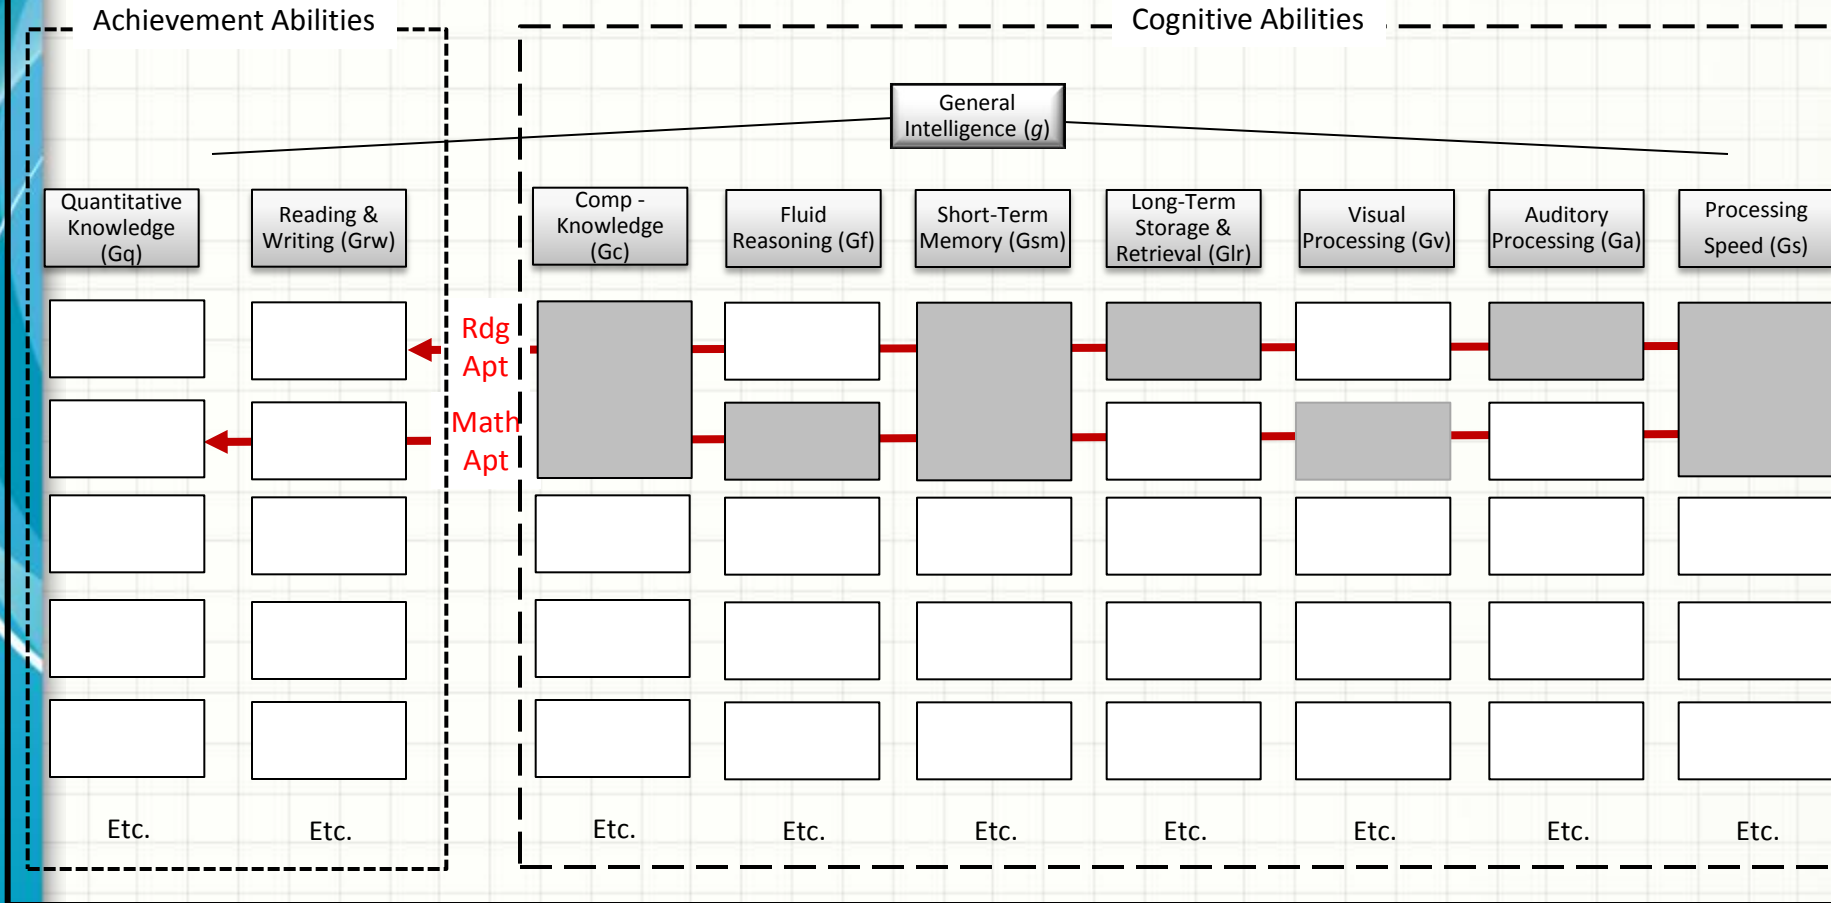 Achievement Abilities
Cognitive Abilities
General
Intelligence (g)
Quantitative
Knowledge
(Gq)
Reading &
Writing (Grw)
Comp -
Knowledge
(Gc)
Fluid
Reasoning (Gf)
Short-Term
Memory (Gsm)
Long-Term
Storage &
Retrieval (Glr)
Visual
Processing (Gv)
Auditory
Processing (Ga)
Processing
Speed (Gs)
Rdg
Apt
Math
Apt
Etc.
Etc.
Etc.
Etc.
Etc.
Etc.
Etc.
Etc.
Etc.